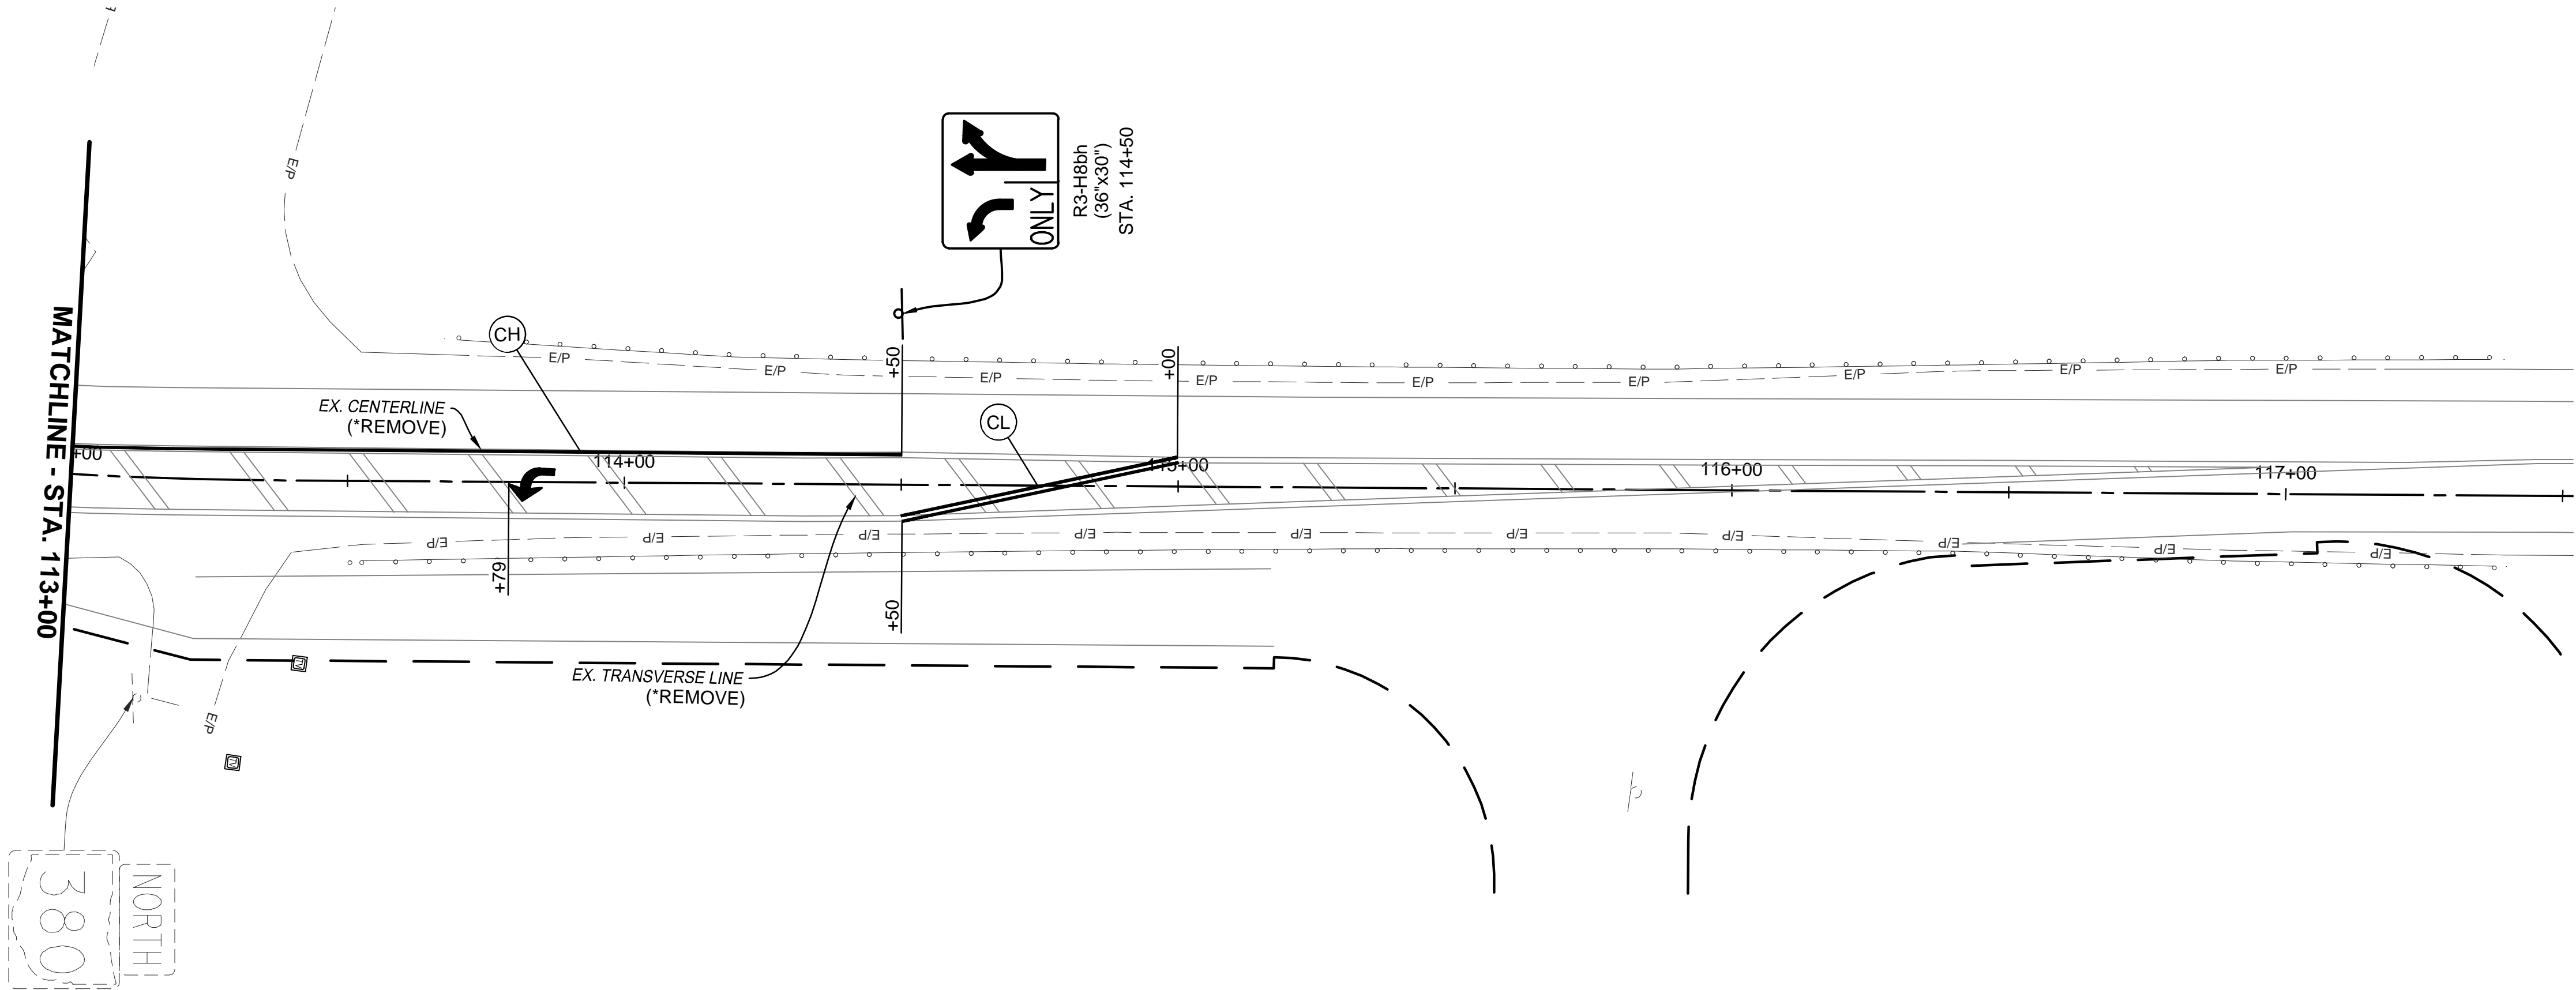 MATCHLINE - STA. 113+00
E/P
ONLY
R3-H8bh
(36"x30")
STA. 114+50
CH
E/P
E/P
+50
E/P
+00
E/P
E/P
E/P
E/P
E/P
E/P
EX. CENTERLINE
(*REMOVE)
CL
+00
114+00
115+00
116+00
117+00
E/P
E/P
E/P
E/P
E/P
E/P
E/P
E/P
E/P
E/P
+79
+50
EX. TRANSVERSE LINE
(*REMOVE)
E/P
NORTH
380